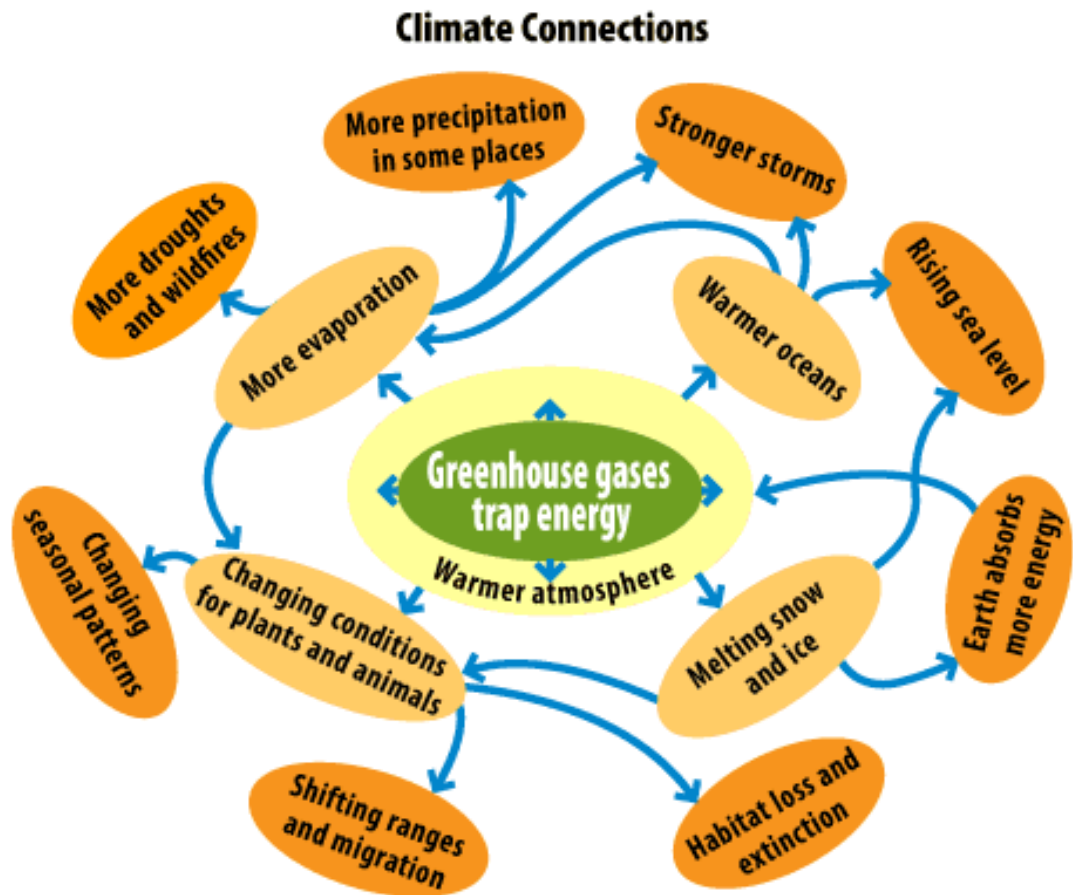 Climate Connections
More precipitation
in some places
Stronger storms
More droughts
and wildfires
More evaporation
Warmer oceans
Rising sea level
Greenhouse gases
trap energy
Warmer atmosphere
Changing
seasonal patterns
Changing conditions
for plants and animals
Melting snow
and ice
Earth absorbs
more energy
Shifting ranges
and migration
Habitat loss and
extinction